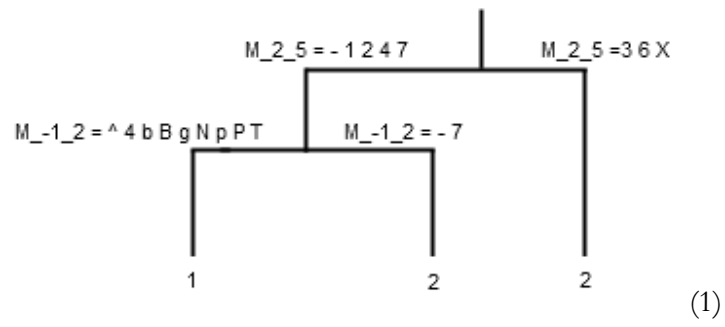 M_2_5 = - 1 2 4 7 M_2_5 =3 6 X
M_-1_2 = ^ 4 b B g N p P T M_-1_2 = - 7
1 2 2
(1)